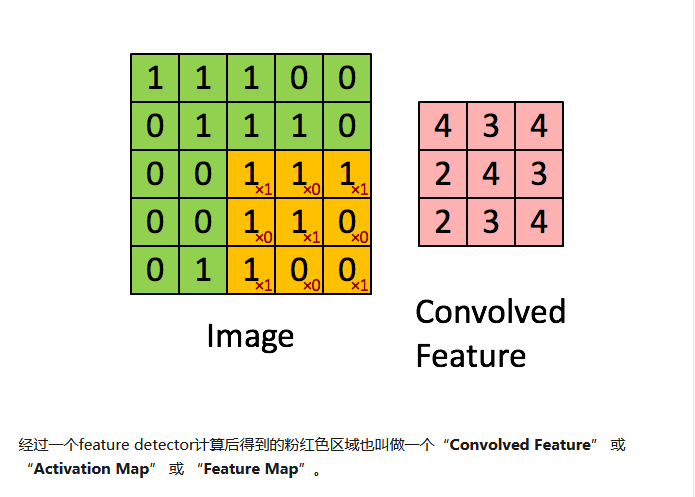 1 1 1 0 0
0 1 1 1 0
0 0 1×1 1×0 1×1
0 0 1×0 1×1 0×0
0 1 1×1 0×0 0×1
4 3 4
2 4 3
2 3 4
Image
Convolved
Feature
经过一个feature detector计算后得到的粉红色区域也叫做一个“Convolved Feature” 或
“Activation Map” 或 “Feature Map”。